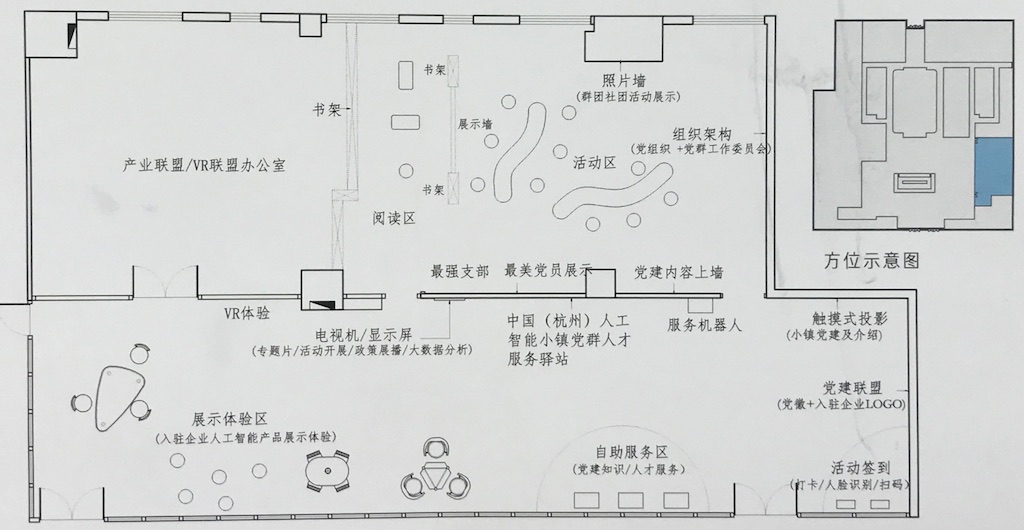 书架
照片墙
(群团社团活动展示)
书架
展示墙
组织架构
(党组织 +党群工作委员会)
产业联盟/VR联盟办公室
活动区
书架
阅读区
方位示意图
最强支部
最美党员展示
党建内容上墙
VR体验
电视机/显示屏
(专题片/活动开展/政策展播/大数据分析)
中国（杭州）人工
智能小镇党群人才
服务驿站
服务机器人
触摸式投影
(小镇党建及介绍)
党建联盟
(党徽+入驻企业LOGO)
展示体验区
(入驻企业人工智能产品展示体验)
自助服务区
(党建知识/人才服务)
活动签到
(打卡/人脸识别/扫码)